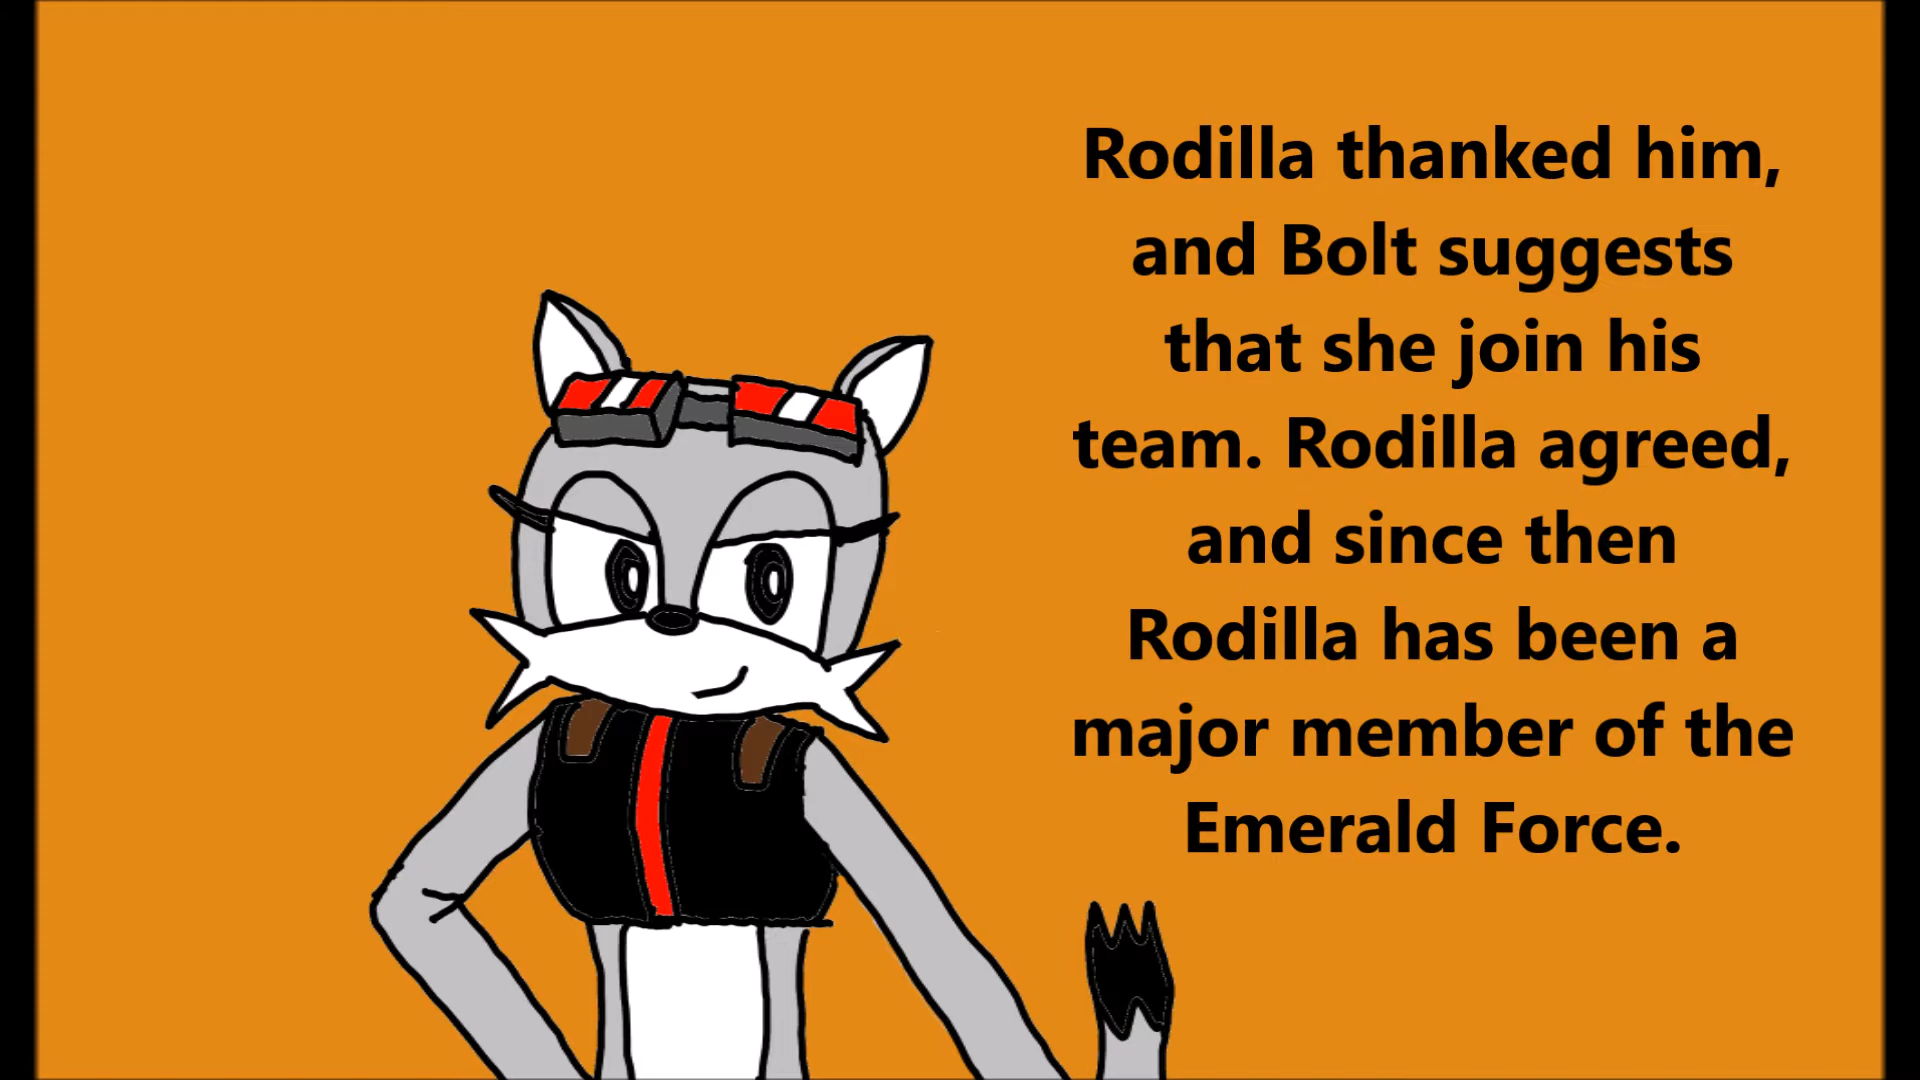 Rodilla thanked him,
and Bolt suggests
that she join his
team. Rodilla agreed,
and since then
Rodilla has been a
major member of the
Emerald Force.